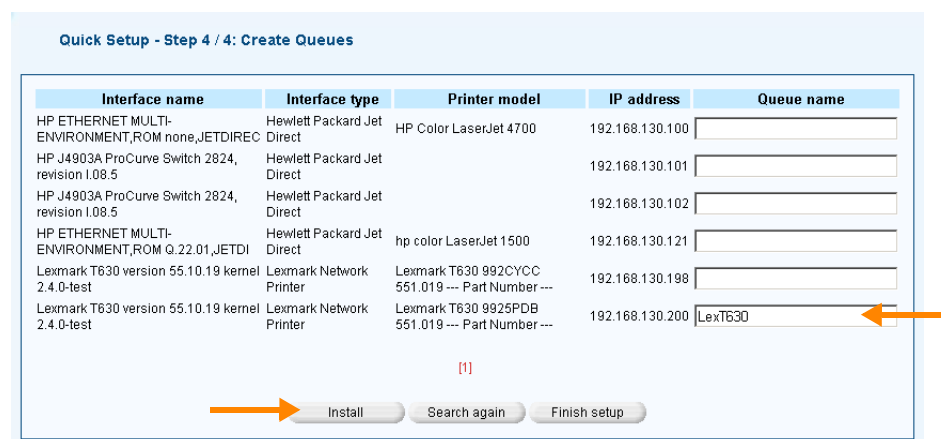 Quick Setup - Step 4 / 4: Create Queues
Interface name Interface type Printer model IP address Queue name
HP ETHERNET MULTI-ENVIRONMENT,ROM none,JETDIREC Hewlett Packard Jet Direct HP Color LaserJet 4700 192.168.130.100
HP J4903A ProCurve Switch 2824, revision I.08.5 Hewlett Packard Jet Direct 192.168.130.101
HP J4903A ProCurve Switch 2824, revision I.08.5 Hewlett Packard Jet Direct 192.168.130.102
HP ETHERNET MULTI-ENVIRONMENT,ROM Q.22.01,JETDI Hewlett Packard Jet Direct hp color LaserJet 1500 192.168.130.121
Lexmark T630 version 55.10.19 kernel 2.4.0-test Lexmark Network Printer Lexmark T630 992CYCC 551.019 --- Part Number --- 192.168.130.198
Lexmark T630 version 55.10.19 kernel 2.4.0-test Lexmark Network Printer Lexmark T630 9925PDB 551.019 --- Part Number --- 192.168.130.200 LexT630
[1]
Install Search again Finish setup